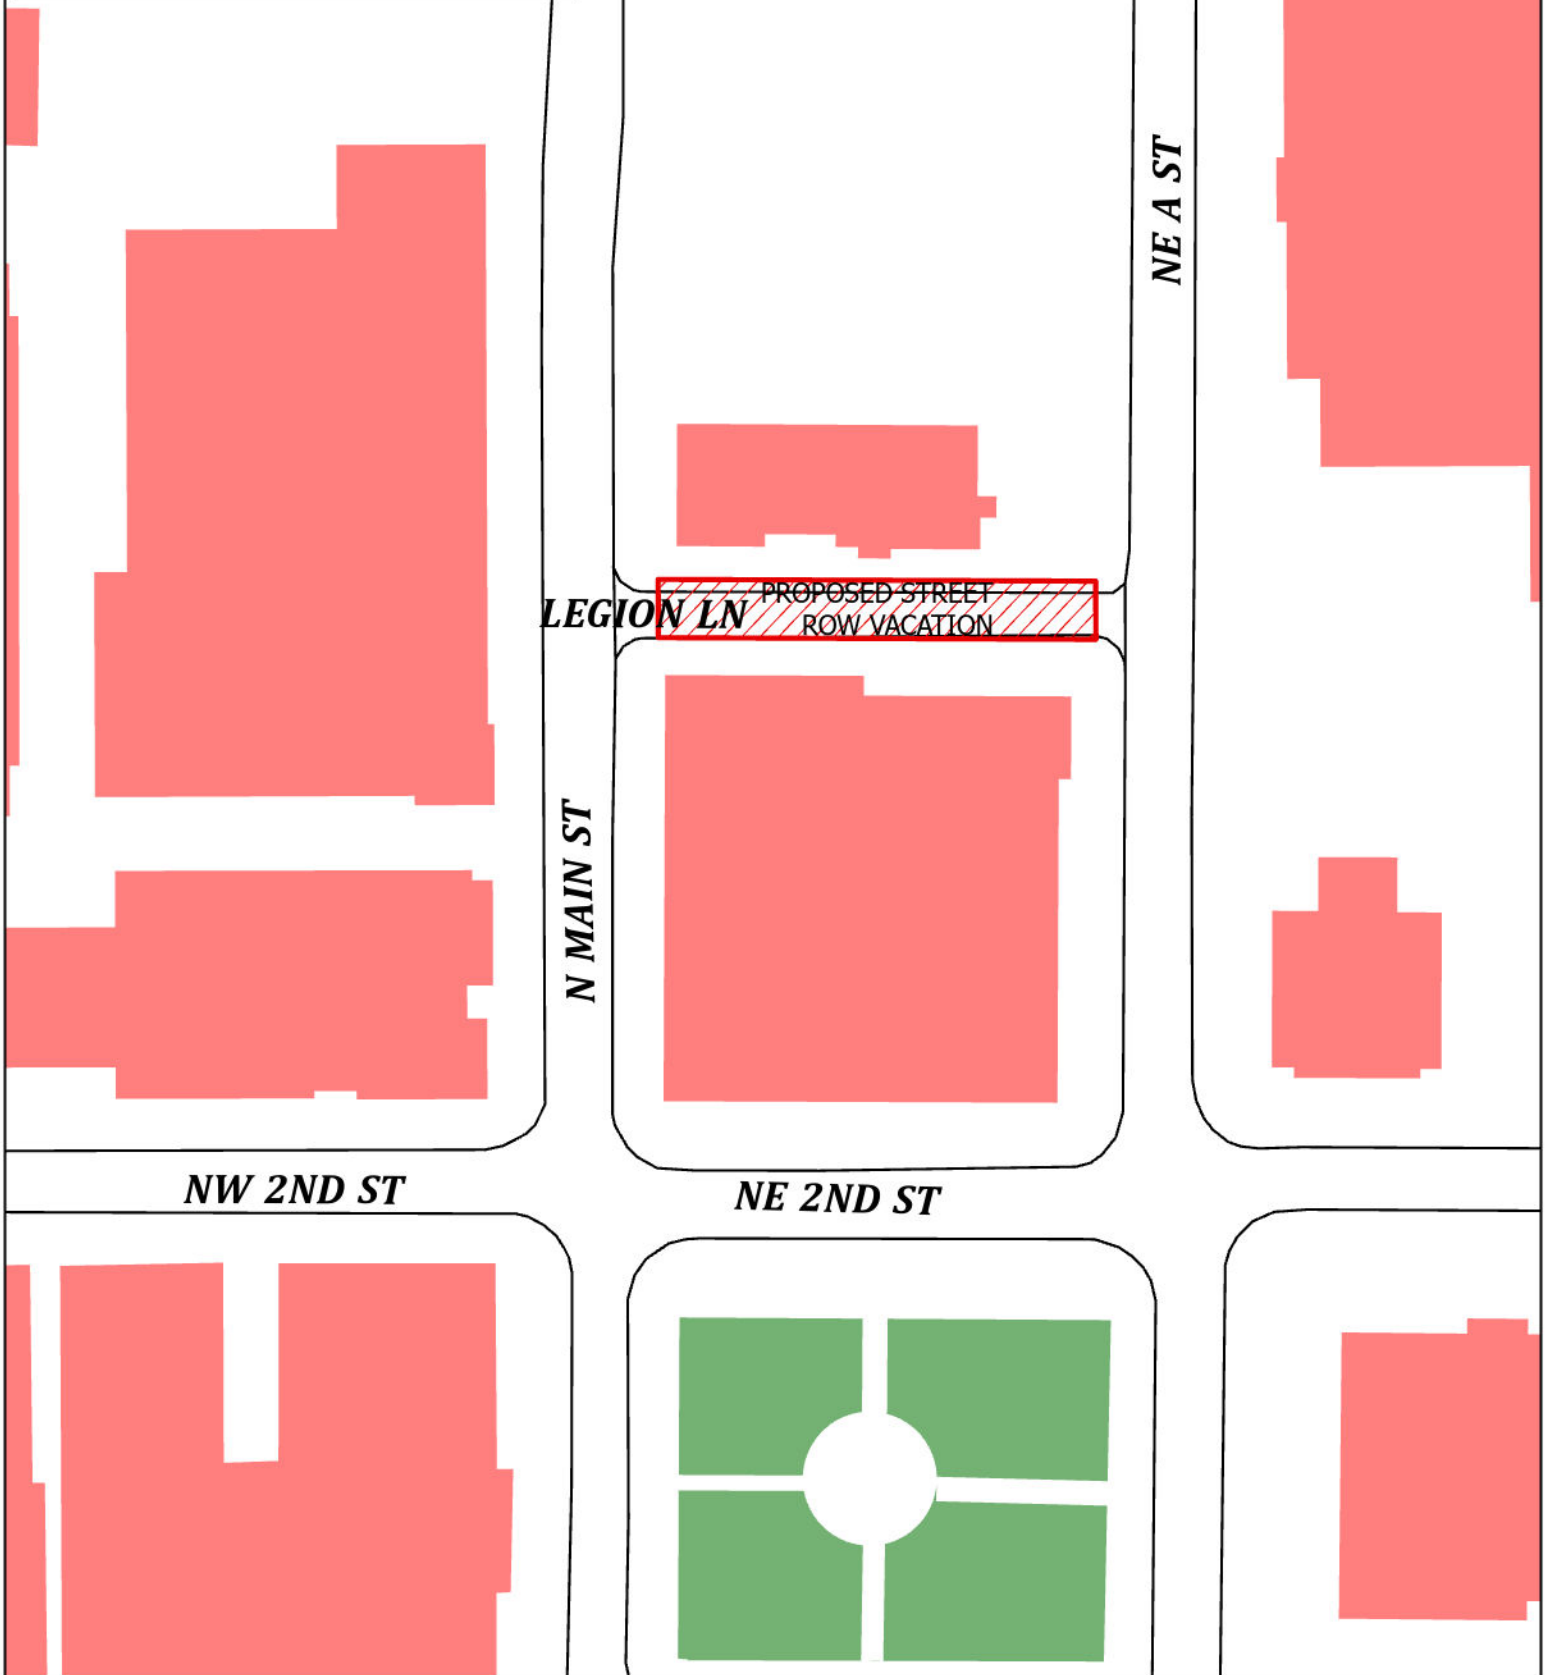 NE A ST
PROPOSED STREET
LEGION LN
ROW VACATION
N MAIN ST
NW 2ND ST
NE 2ND ST